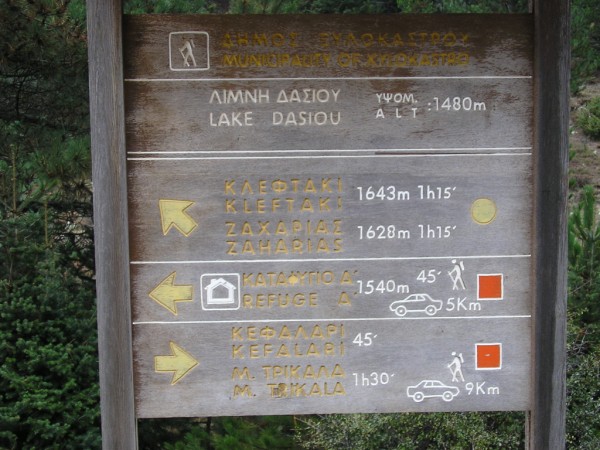 ΔΗΜΟΣ ΞΥΛΟΚΑΣΤΡΟΥ
MUNICIPALITY OF XYLOKASTRO
ΛΙΜΝΗ ΔΑΣΙΟΥ ΥΨΟΜ.
LAKE DASIOU ALT :1480m
ΚΛΕΦΤΑΚΙ
KLEFTAKI 1643m 1h15′
ΖΑΧΑΡΙΑΣ
ZAHARIAS 1628m 1h15′
ΚΑΤΑΦΥΓΙΟ Α΄ 45′
REFUGE A΄ 1540m 5Km
ΚΕΦΑΛΑΡΙ
KEFALARI 45′
Μ. ΤΡΙΚΑΛΑ
M. TRIKALA 1h30′ 9Km